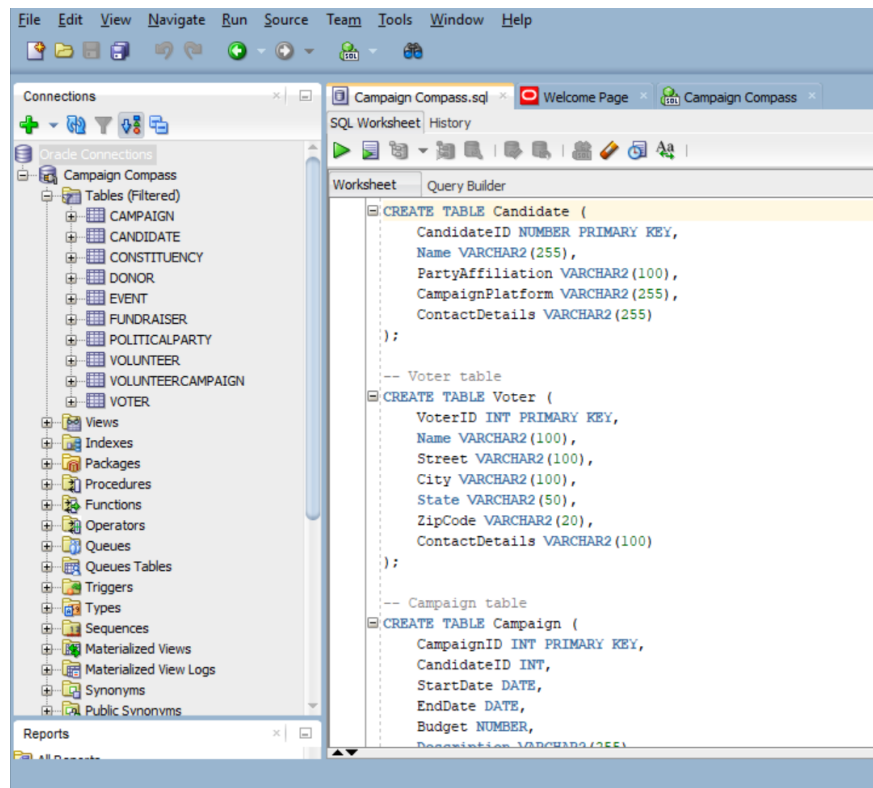 File Edit View Navigate Run Source Team Tools Window Help
Connections
Oracle Connections
Campaign Compass
Tables (Filtered)
CAMPAIGN
CANDIDATE
CONSTITUENCY
DONOR
EVENT
FUNDRAISER
POLITICALPARTY
VOLUNTEER
VOLUNTEERCAMPAIGN
VOTER
Views
Indexes
Packages
Procedures
Functions
Operators
Queues
Queues Tables
Triggers
Types
Sequences
Materialized Views
Materialized View Logs
Synonyms
Public Synonyms
Reports
All Reports
Campaign Compass.sql Welcome Page Campaign Compass
SQL Worksheet History
Worksheet Query Builder
CREATE TABLE Candidate (
CandidateID NUMBER PRIMARY KEY,
Name VARCHAR2(255),
PartyAffiliation VARCHAR2(100),
CampaignPlatform VARCHAR2(255),
ContactDetails VARCHAR2(255)
);
-- Voter table
CREATE TABLE Voter (
VoterID INT PRIMARY KEY,
Name VARCHAR2(100),
Street VARCHAR2(100),
City VARCHAR2(100),
State VARCHAR2(50),
ZipCode VARCHAR2(20),
ContactDetails VARCHAR2(100)
);
-- Campaign table
CREATE TABLE Campaign (
CampaignID INT PRIMARY KEY,
CandidateID INT,
StartDate DATE,
EndDate DATE,
Budget NUMBER,
Description VARCHAR2(255)